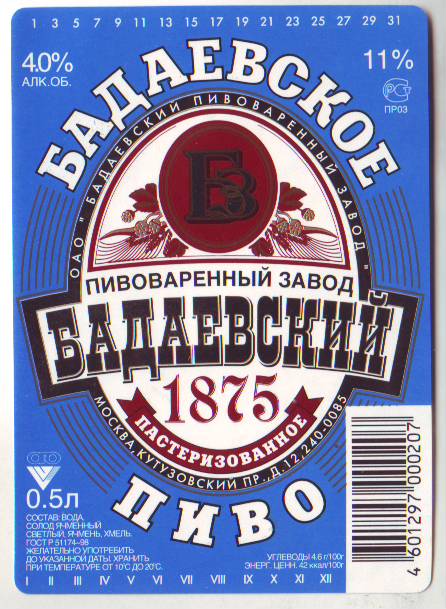 1 3 5 7 9 11 13 15 17 19 21 23 25 27 29 31
4.0%
АЛК.ОБ.
11%
РСТ
ПР03
БАДАЕВСКОЕ
ОАО "БАДАЕВСКИЙ ПИВОВАРЕННЫЙ ЗАВОД"
БЗ
ПИВОВАРЕННЫЙ ЗАВОД
БАДАЕВСКИЙ
1875
ПАСТЕРИЗОВАННОЕ
МОСКВА, КУТУЗОВСКИЙ ПР., Д.12, 240-0085
ПИВО
0.5л
СОСТАВ: ВОДА
СОЛОД ЯЧМЕННЫЙ
СВЕТЛЫЙ, ЯЧМЕНЬ, ХМЕЛЬ.
ГОСТ Р 51174-98
ЖЕЛАТЕЛЬНО УПОТРЕБИТЬ
ДО УКАЗАННОЙ ДАТЫ. ХРАНИТЬ
ПРИ ТЕМПЕРАТУРЕ ОТ 10°С ДО 20°С.
УГЛЕВОДЫ 4.6 г/100г
ЭНЕРГ. ЦЕНН. 42 ккал/100г
I II III IV V VI VII VIII IX X XI XII
4 601297 000207